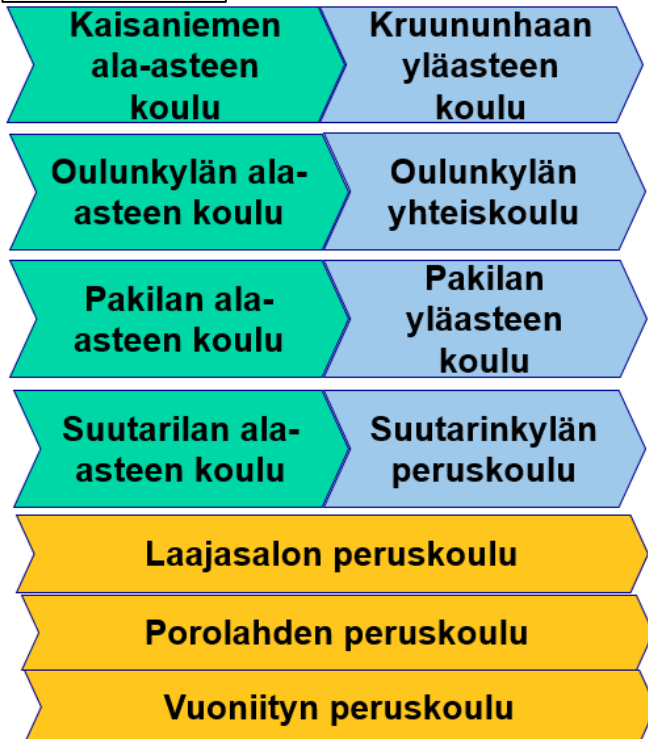 Kaisaniemen
ala-asteen
koulu
Kruununhaan
yläasteen
koulu
Oulunkylän ala-
asteen koulu
Oulunkylän
yhteiskoulu
Pakilan ala-
asteen koulu
Pakilan
yläasteen
koulu
Suutarilan ala-
asteen koulu
Suutarinkylän
peruskoulu
Laajasalon peruskoulu
Porolahden peruskoulu
Vuoniityn peruskoulu